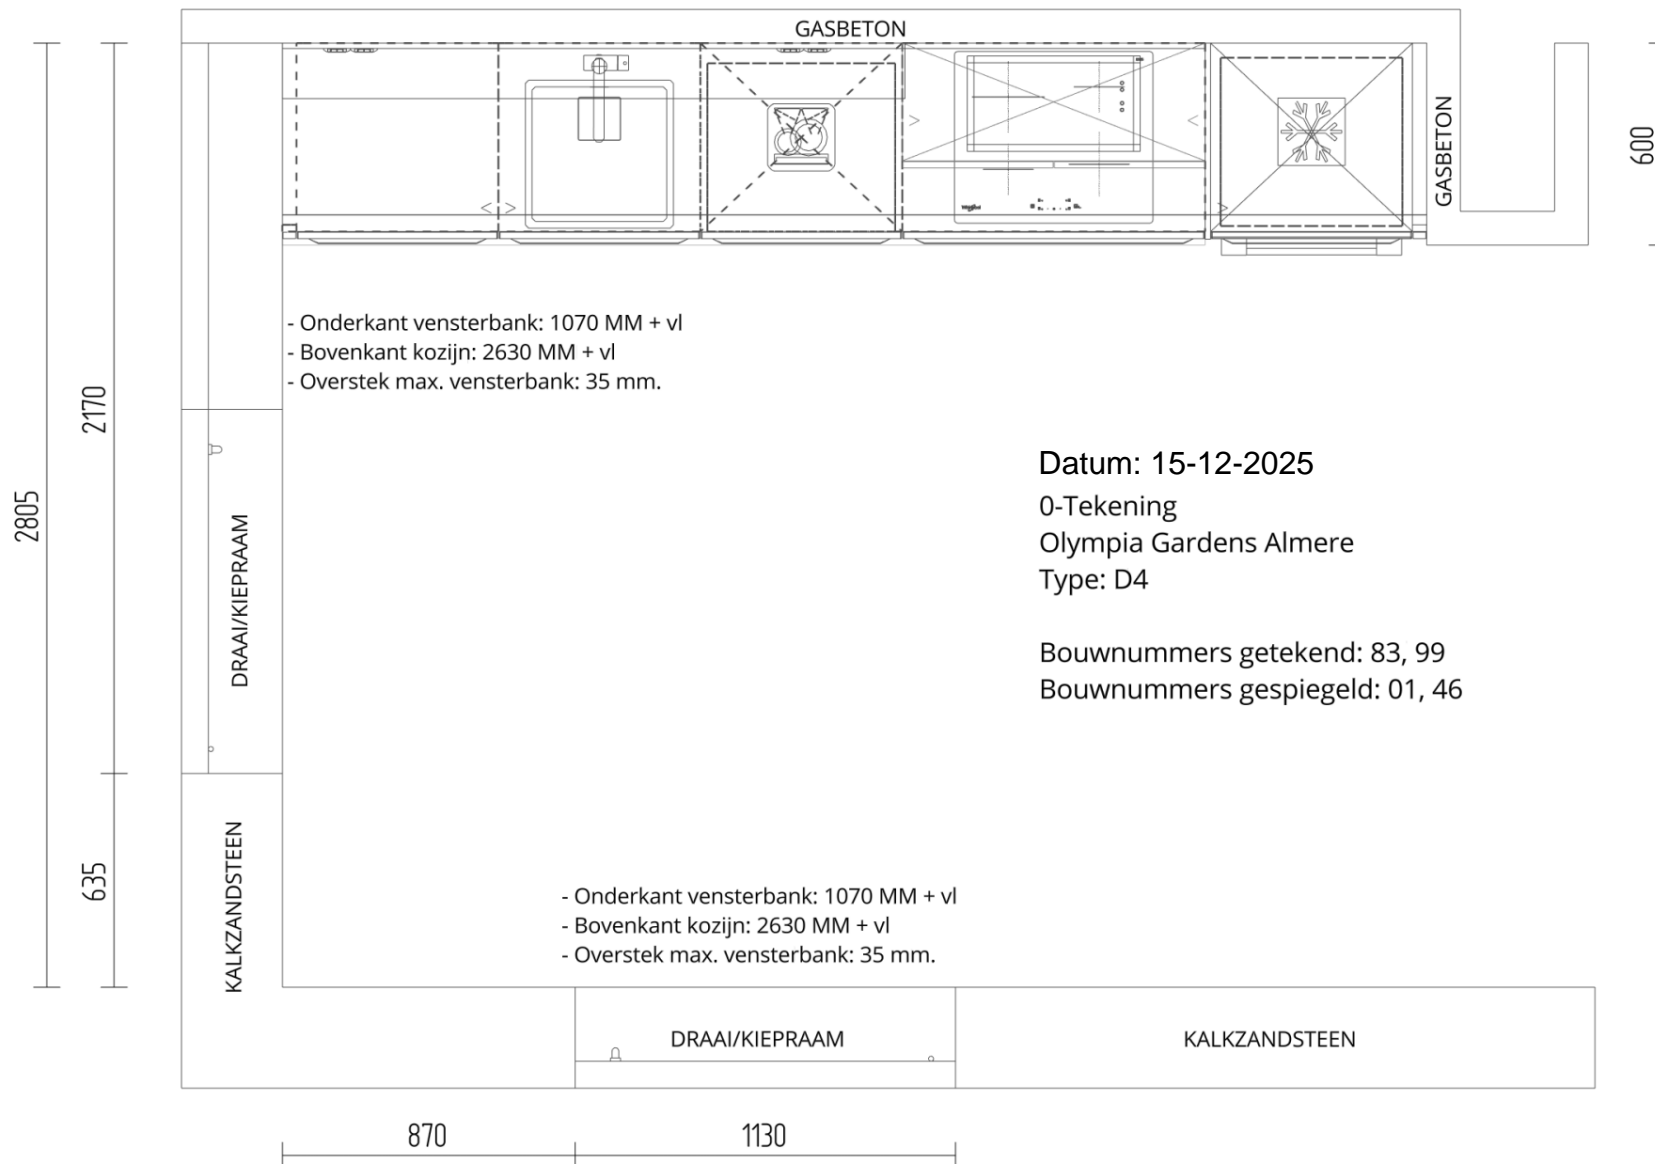 GASBETON
GASBETON
600
- Onderkant vensterbank: 1070 MM + vl
- Bovenkant kozijn: 2630 MM + vl
- Overstek max. vensterbank: 35 mm.
2170
2805
DRAAI/KIEPRAAM
Datum: 15-12-2025
0-Tekening
Olympia Gardens Almere
Type: D4
Bouwnummers getekend: 83, 99
Bouwnummers gespiegeld: 01, 46
635
KALKZANDSTEEN
- Onderkant vensterbank: 1070 MM + vl
- Bovenkant kozijn: 2630 MM + vl
- Overstek max. vensterbank: 35 mm.
DRAAI/KIEPRAAM
KALKZANDSTEEN
870
1130